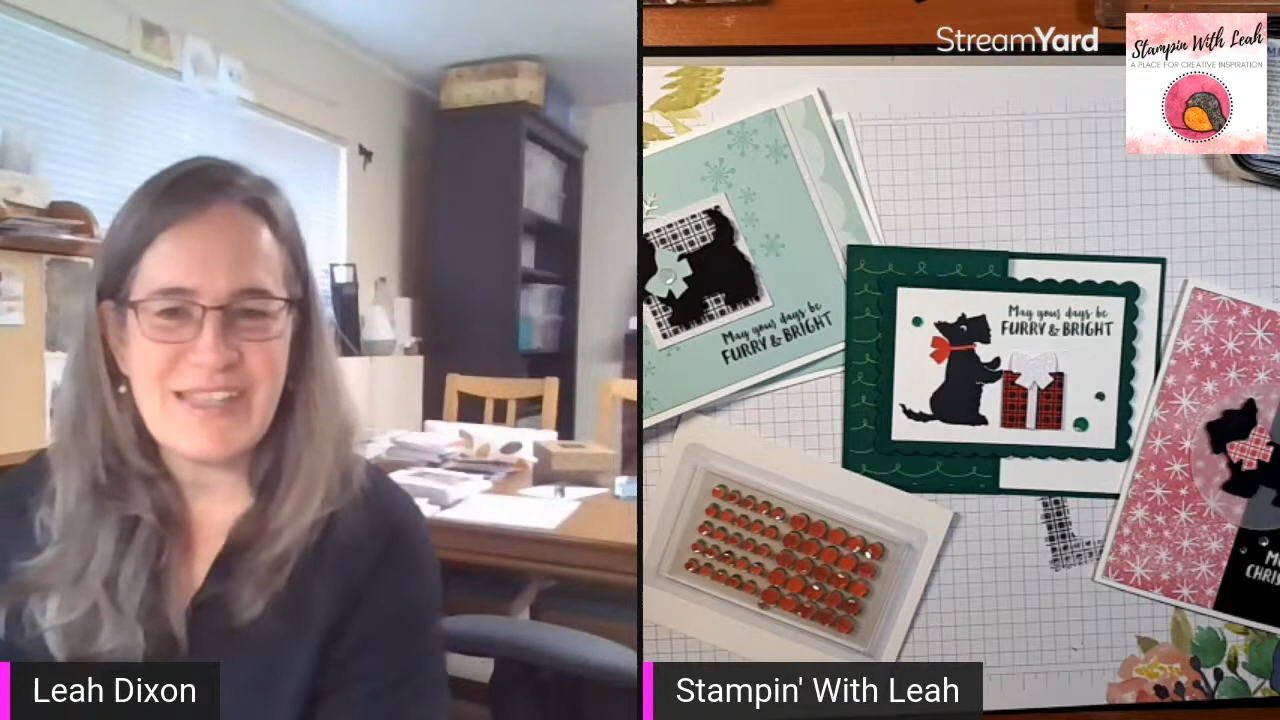 StreamYard
Stampin With Leah
A PLACE FOR CREATIVE INSPIRATION
May your days be
FURRY & BRIGHT
May your days be
FURRY & BRIGHT
Leah Dixon
Stampin' With Leah